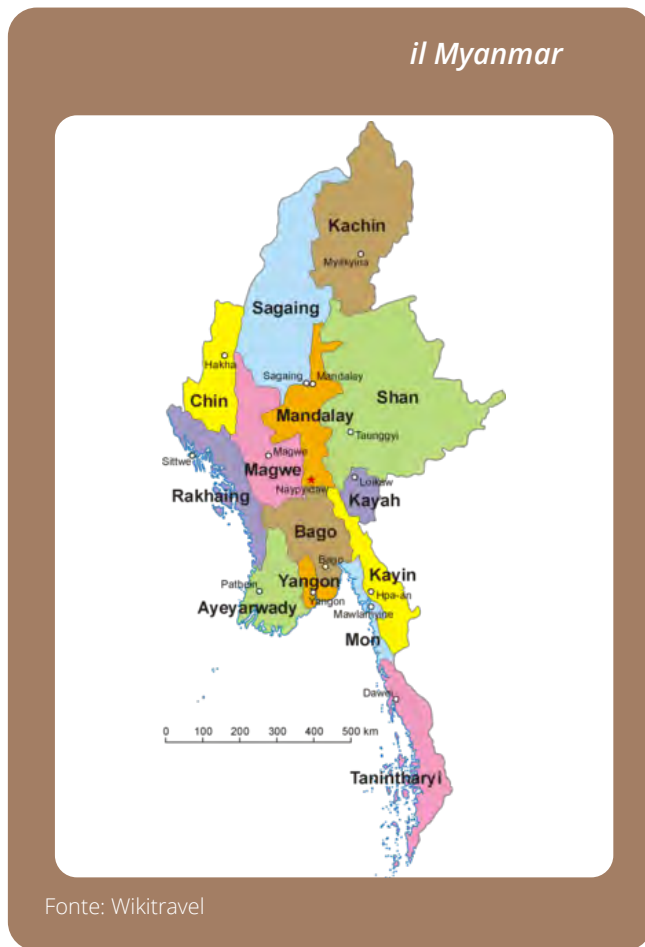 il Myanmar
Kachin
Myitkyina
Sagaing
Hakha
Sagaing
Mandalay
Chin
Mandalay
Shan
Taunggyi
Sittwe
Magwe
Magwe
Rakhaing
Naypyidaw
Loikaw
Kayah
Bago
Bago
Patbein
Yangon
Yangon
Ayeyarwady
Kayin
Hpa-an
Mawlamyine
Mon
Dawei
0 100 200 300 400 500 km
Tanintharyi
Fonte: Wikitravel